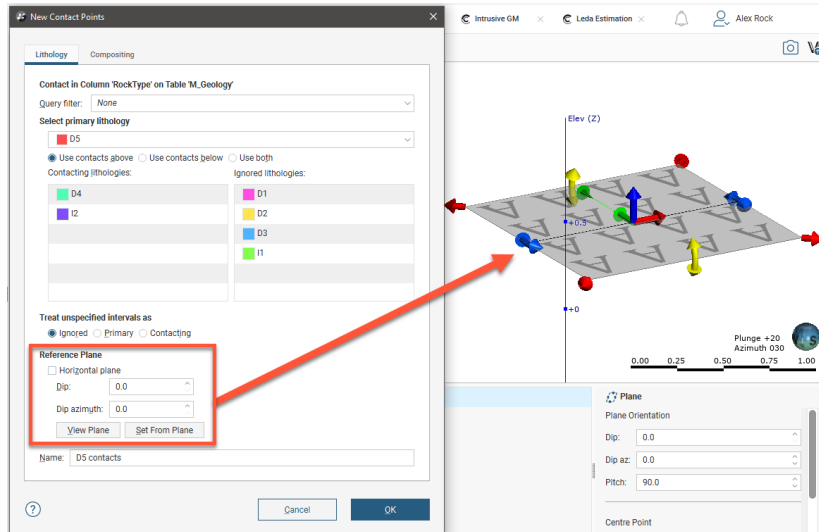 New Contact Points
Lithology Compositing
Contact in Column 'RockType' on Table 'M_Geology'
Query filter: None
Select primary lithology
D5
Use contacts above Use contacts below Use both
Contacting lithologies: Ignored lithologies:
D4 D1
I2 D2
D3
I1
Treat unspecified intervals as
Ignored Primary Contacting
Reference Plane
Horizontal plane
Dip: 0.0
Dip azimuth: 0.0
View Plane Set From Plane
Name: D5 contacts
? Cancel OK
Intrusive GM Leda Estimation Alex Rock
Elev (Z)
A A A A
A A A A
A A A A
+0.5
+0
Plunge +20
Azimuth 030
S
0.00 0.25 0.50 0.75 1.00
Plane
Plane Orientation
Dip: 0.0
Dip az: 0.0
Pitch: 90.0
Centre Point